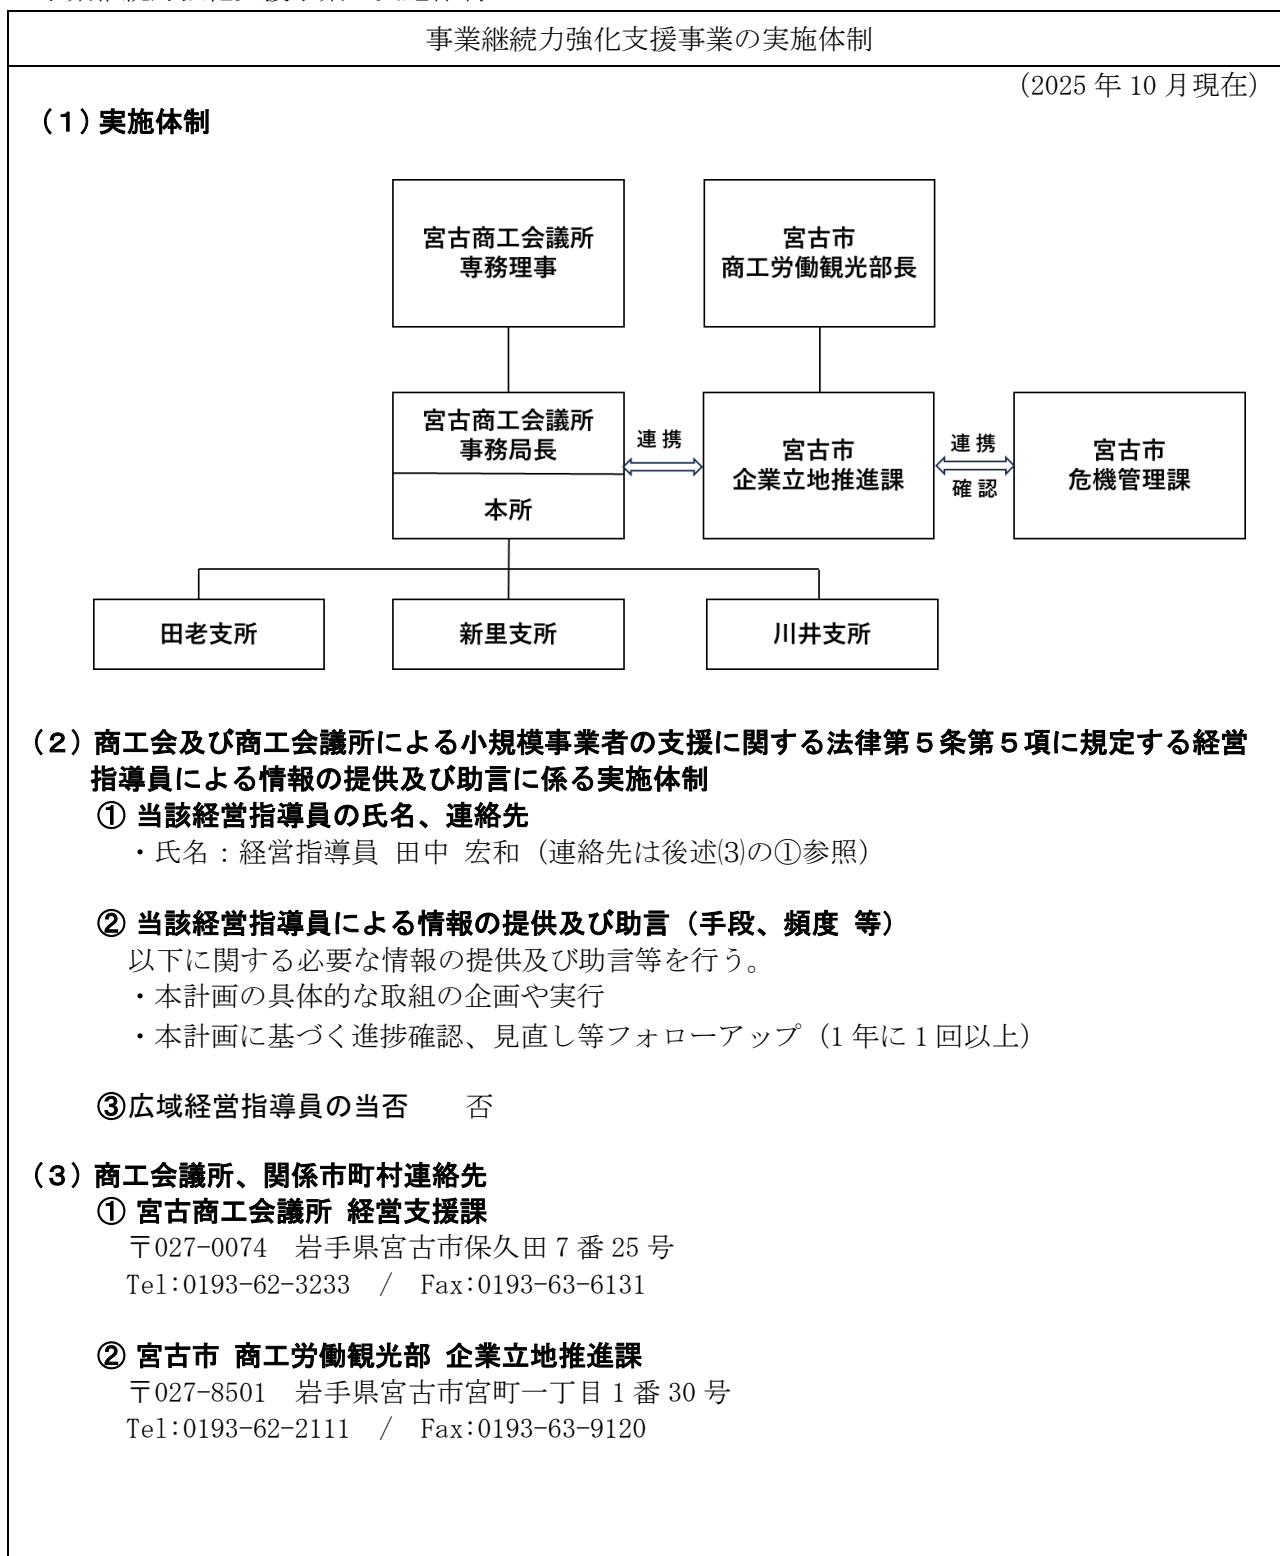 事業継続力強化支援事業の実施体制
（2025 年 10 月現在）
（１）実施体制
宮古商工会議所
専務理事
宮古市
商工労働観光部長
宮古商工会議所
事務局長
本所
連携
宮古市
企業立地推進課
連携
確認
宮古市
危機管理課
田老支所
新里支所
川井支所
（２）商工会及び商工会議所による小規模事業者の支援に関する法律第５条第５項に規定する経営
指導員による情報の提供及び助言に係る実施体制
① 当該経営指導員の氏名、連絡先
・氏名：経営指導員 田中 宏和（連絡先は後述⑶の①参照）
② 当該経営指導員による情報の提供及び助言（手段、頻度 等）
以下に関する必要な情報の提供及び助言等を行う。
・本計画の具体的な取組の企画や実行
・本計画に基づく進捗確認、見直し等フォローアップ（1 年に 1 回以上）
③広域経営指導員の当否　　否
（３）商工会議所、関係市町村連絡先
① 宮古商工会議所 経営支援課
〒027-0074　岩手県宮古市保久田 7 番 25 号
Tel:0193-62-3233　/　Fax:0193-63-6131
② 宮古市 商工労働観光部 企業立地推進課
〒027-8501　岩手県宮古市宮町一丁目 1 番 30 号
Tel:0193-62-2111　/　Fax:0193-63-9120